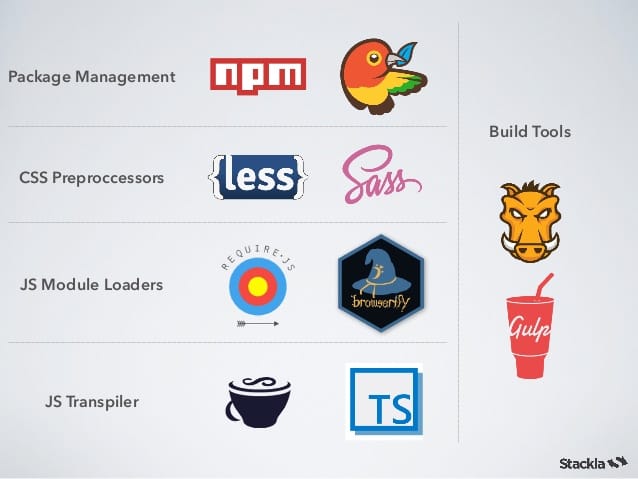 Package Management
npm
Build Tools
CSS Preproccessors
{less}
Sass
REQUIRE·JS
browserify
JS Module Loaders
Gulp
JS Transpiler
TS
Stackla